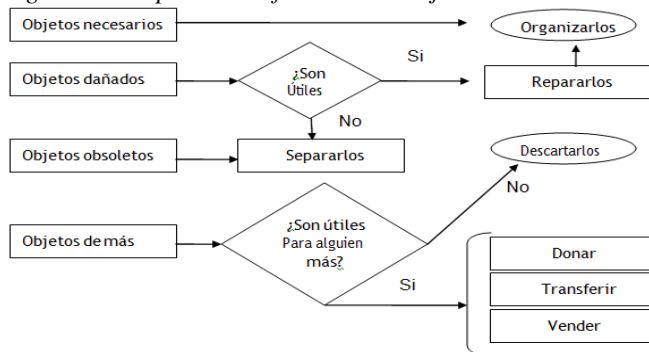 Objetos necesarios
Organizarlos
Objetos dañados
¿Son
Útiles
Si
Repararlos
No
Objetos obsoletos
Separarlos
Descartarlos
No
Objetos de más
¿Son útiles
Para alguien
más?
Si
Donar
Transferir
Vender